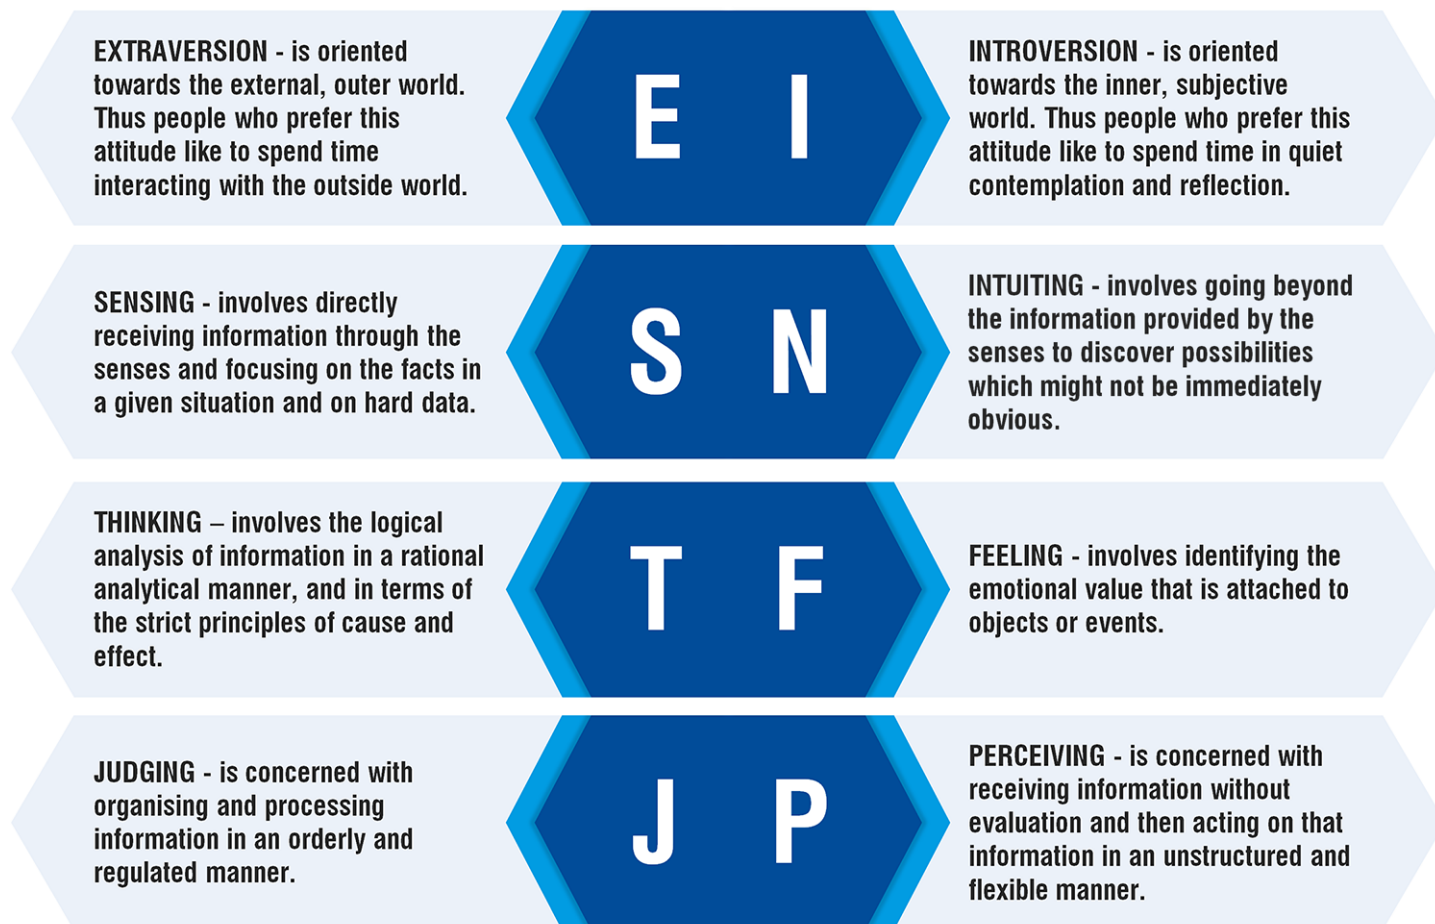 EXTRAVERSION - is oriented
towards the external, outer world.
Thus people who prefer this
attitude like to spend time
interacting with the outside world.
E I
INTROVERSION - is oriented
towards the inner, subjective
world. Thus people who prefer this
attitude like to spend time in quiet
contemplation and reflection.
SENSING - involves directly
receiving information through the
senses and focusing on the facts in
a given situation and on hard data.
S N
INTUITING - involves going beyond
the information provided by the
senses to discover possibilities
which might not be immediately
obvious.
THINKING – involves the logical
analysis of information in a rational
analytical manner, and in terms of
the strict principles of cause and
effect.
T F
FEELING - involves identifying the
emotional value that is attached to
objects or events.
JUDGING - is concerned with
organising and processing
information in an orderly and
regulated manner.
J P
PERCEIVING - is concerned with
receiving information without
evaluation and then acting on that
information in an unstructured and
flexible manner.